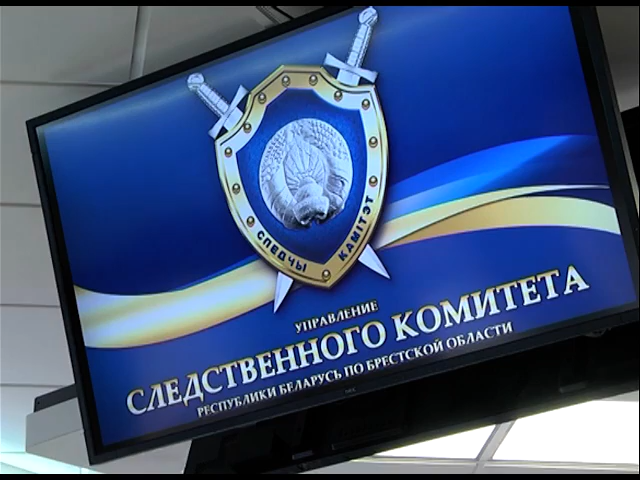 СЛЕДЧЫ КАМІТЭТ
УПРАВЛЕНИЕ
СЛЕДСТВЕННОГО КОМИТЕТА
РЕСПУБЛИКИ БЕЛАРУСЬ ПО БРЕСТСКОЙ ОБЛАСТИ